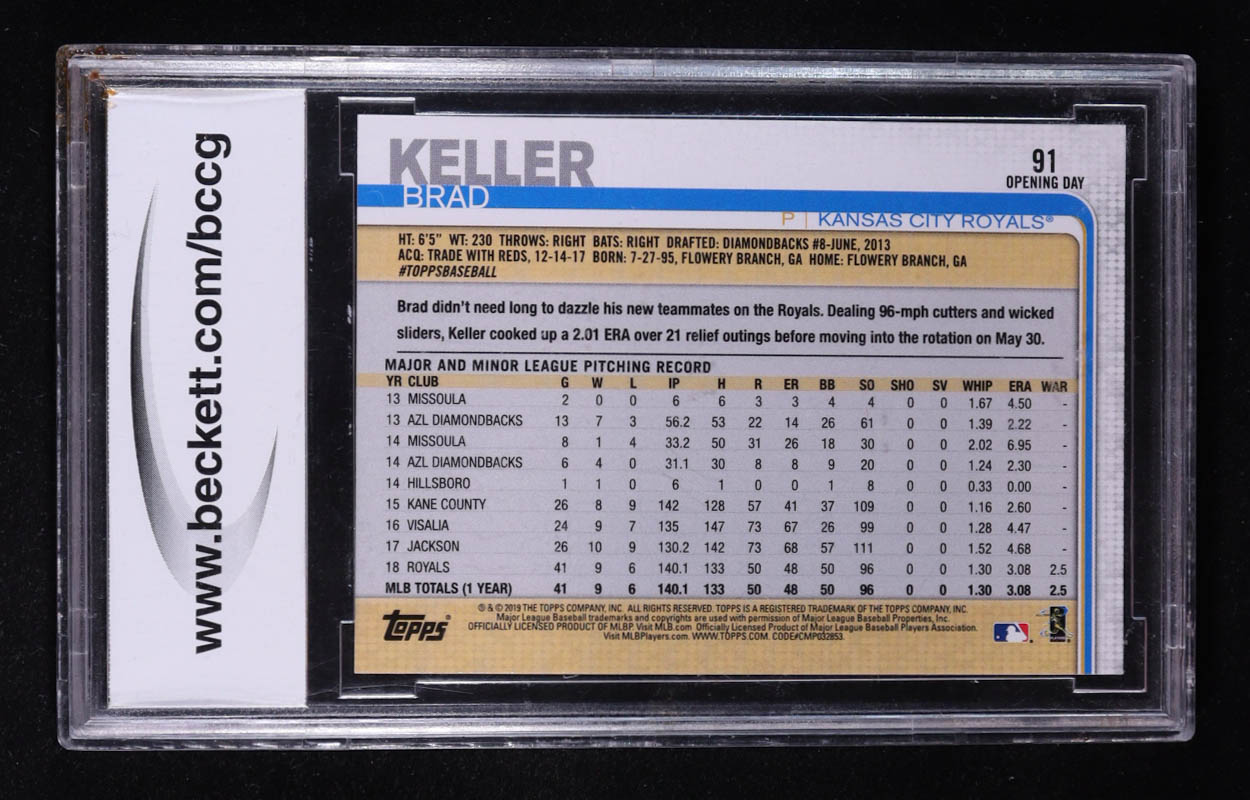 www.beckett.com/bccg
KELLER
BRAD
91
OPENING DAY
P | KANSAS CITY ROYALS®
HT: 6'5" WT: 230 THROWS: RIGHT BATS: RIGHT DRAFTED: DIAMONDBACKS #8-JUNE, 2013
ACQ: TRADE WITH REDS, 12-14-17 BORN: 7-27-95, FLOWERY BRANCH, GA HOME: FLOWERY BRANCH, GA
#TOPPSBASEBALL
Brad didn't need long to dazzle his new teammates on the Royals. Dealing 96-mph cutters and wicked
sliders, Keller cooked up a 2.01 ERA over 21 relief outings before moving into the rotation on May 30.
MAJOR AND MINOR LEAGUE PITCHING RECORD
YR CLUB G W L IP H R ER BB SO SHO SV WHIP ERA WAR
13 MISSOULA 2 0 0 6 6 3 3 4 4 0 0 1.67 4.50 -
13 AZL DIAMONDBACKS 13 7 3 56.2 53 22 14 26 61 0 0 1.39 2.22 -
14 MISSOULA 8 1 4 33.2 50 31 26 18 30 0 0 2.02 6.95 -
14 AZL DIAMONDBACKS 6 4 0 31.1 30 8 8 9 20 0 0 1.24 2.30 -
14 HILLSBORO 1 1 0 6 1 0 0 1 8 0 0 0.33 0.00 -
15 KANE COUNTY 26 8 9 142 128 57 41 37 109 0 0 1.16 2.60 -
16 VISALIA 24 9 7 135 147 73 67 26 99 0 0 1.28 4.47 -
17 JACKSON 26 10 9 130.2 142 73 68 57 111 0 0 1.52 4.68 -
18 ROYALS 41 9 6 140.1 133 50 48 50 96 0 0 1.30 3.08 2.5
MLB TOTALS (1 YEAR) 41 9 6 140.1 133 50 48 50 96 0 0 1.30 3.08 2.5
Topps®
® & © 2019 THE TOPPS COMPANY, INC. ALL RIGHTS RESERVED. TOPPS IS A REGISTERED TRADEMARK OF THE TOPPS COMPANY, INC.
Major League Baseball trademarks and copyrights are used with permission of Major League Baseball Properties, Inc.
OFFICIALLY LICENSED PRODUCT OF MLBP Visit MLB.com Officially Licensed Product of Major League Baseball Players Association.
Visit MLBPlayers.com. WWW.TOPPS.COM. CODE#CMP032853.